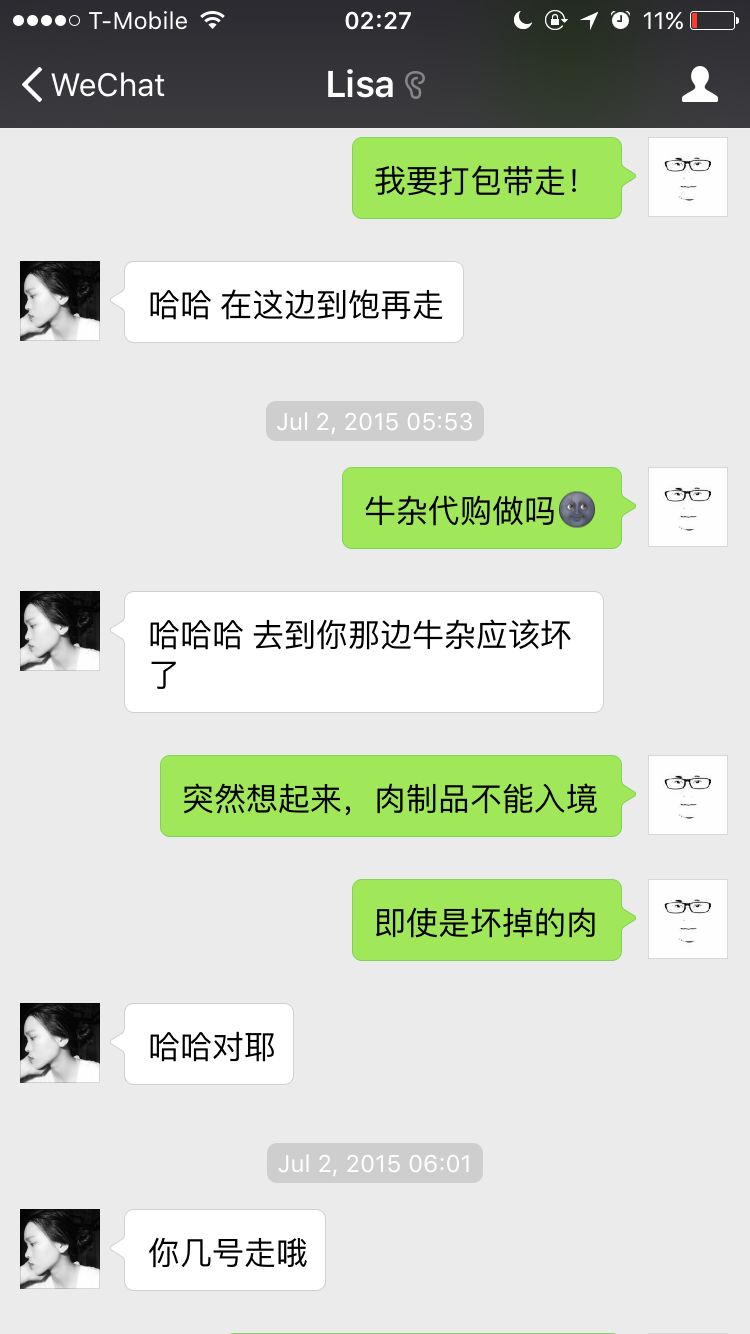 T-Mobile 02:27 11%
WeChat Lisa
我要打包带走！
哈哈 在这边到饱再走
Jul 2, 2015 05:53
牛杂代购做吗🌚
哈哈哈 去到你那边牛杂应该坏
了
突然想起来，肉制品不能入境
即使是坏掉的肉
哈哈对耶
Jul 2, 2015 06:01
你几号走哦